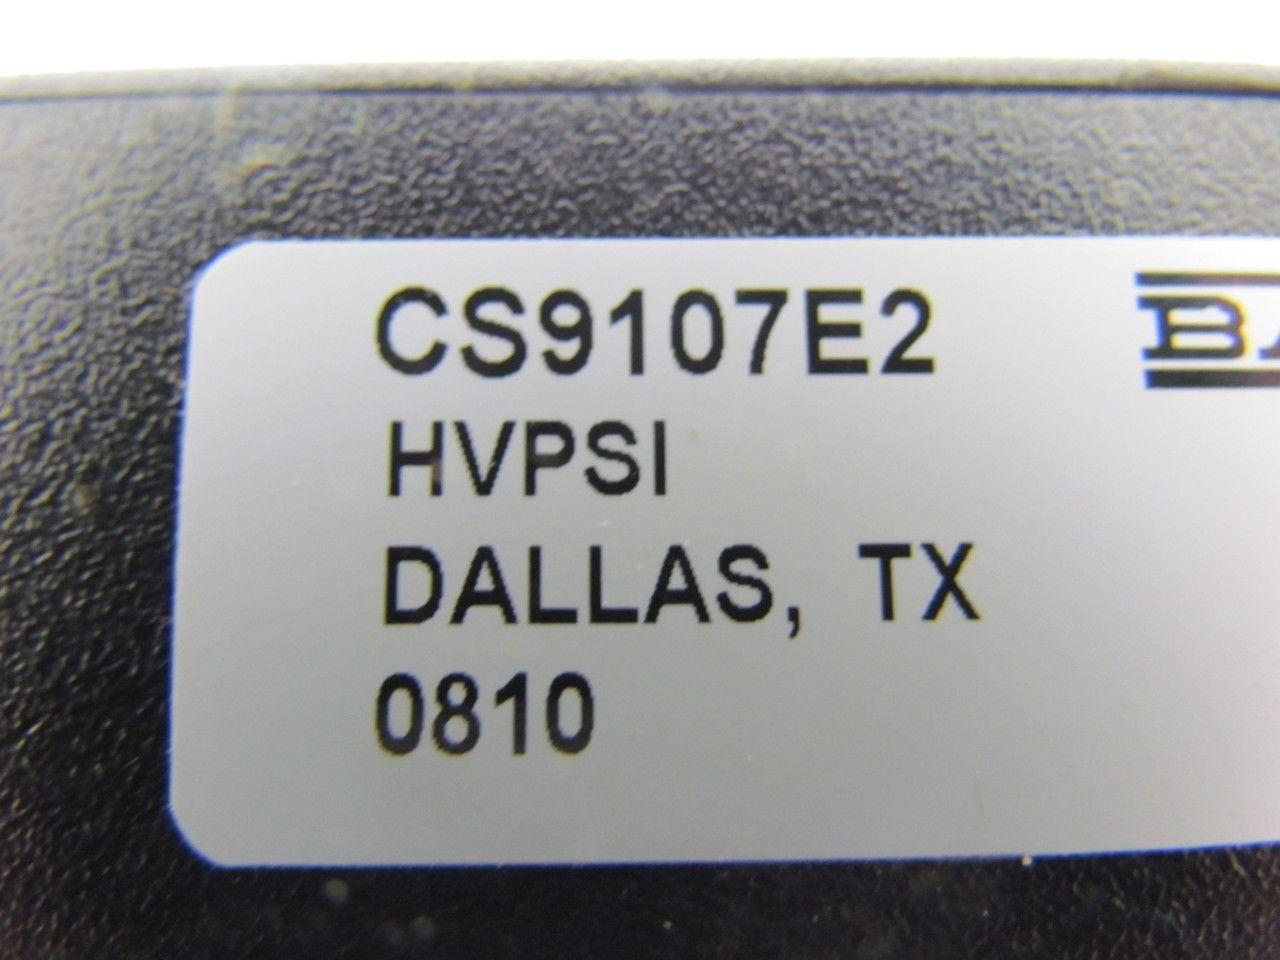 CS9107E2
HVPSI
DALLAS, TX
0810